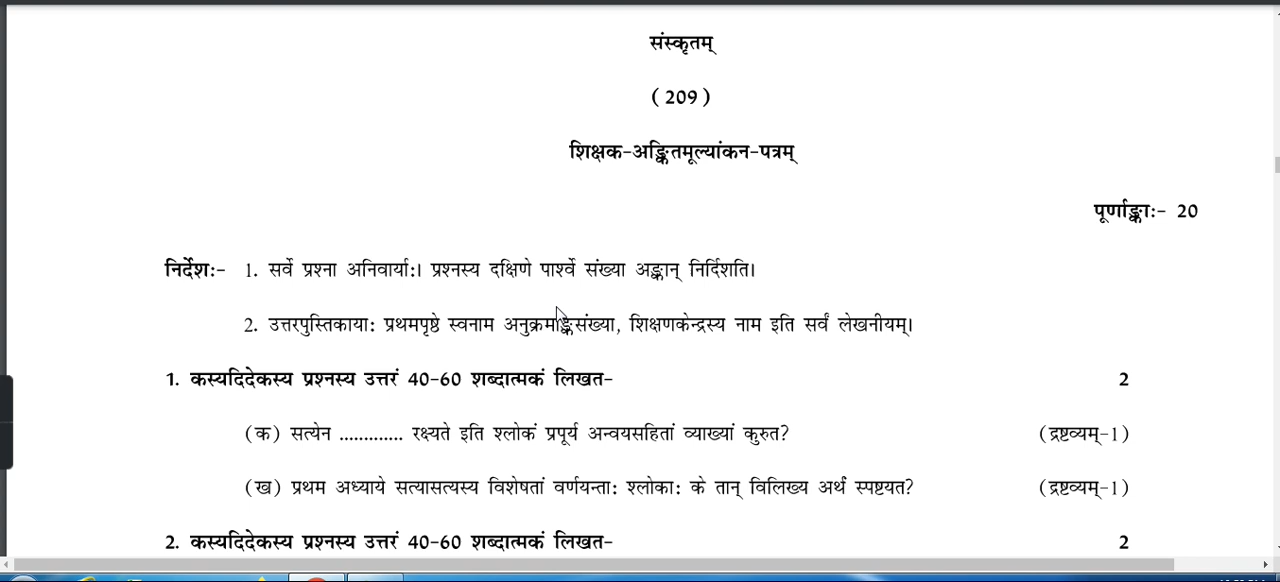 संस्कृतम्
( 209 )
शिक्षक-अङ्कितमूल्यांकन-पत्रम्
पूर्णाङ्काः- 20
निर्देशः- 1. सर्वे प्रश्ना अनिवार्याः। प्रश्नस्य दक्षिणे पार्श्वे संख्या अङ्कान् निर्दिशति।
2. उत्तरपुस्तिकायाः प्रथमपृष्ठे स्वनाम अनुक्रमाङ्कसंख्या, शिक्षणकेन्द्रस्य नाम इति सर्वं लेखनीयम्।
1. कस्यदिदेकस्य प्रश्नस्य उत्तरं 40-60 शब्दात्मकं लिखत- 2
(क) सत्येन ............. रक्ष्यते इति श्लोकं प्रपूर्य अन्वयसहितां व्याख्यां कुरुत? (द्रष्टव्यम्-1)
(ख) प्रथम अध्याये सत्यासत्यस्य विशेषतां वर्णयन्ताः श्लोकाः के तान् विलिख्य अर्थं स्पष्टयत? (द्रष्टव्यम्-1)
2. कस्यदिदेकस्य प्रश्नस्य उत्तरं 40-60 शब्दात्मकं लिखत- 2